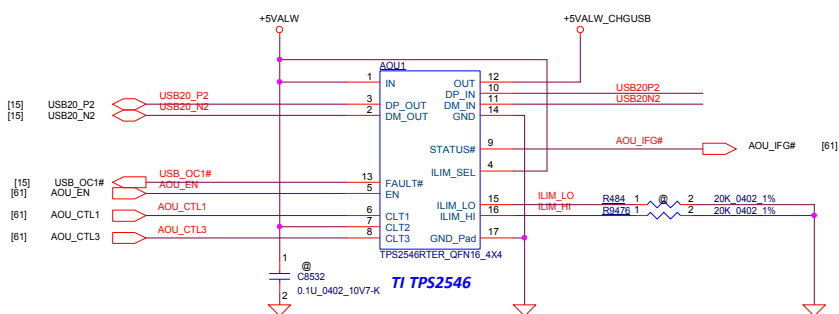 +5VALW +5VALW_CHGUSB
AOU1
1 IN OUT 12
[15] USB20_P2 USB20_P2 3 DP_OUT DP_IN 10 USB20P2
[15] USB20_N2 USB20_N2 2 DM_OUT DM_IN 11 USB20N2
GND 14
STATUS# 9 AOU_IFG# AOU_IFG# [61]
ILIM_SEL 4
[15] USB_OC1# USB_OC1# 13 FAULT#
[61] AOU_EN AOU_EN 5 EN
ILIM_LO 15 ILIM_LO R484 1 @ 2 20K_0402_1%
[61] AOU_CTL1 AOU_CTL1 6 CLT1 ILIM_HI 16 ILIM_HI R9476 1 2 20K_0402_1%
7 CLT2
[61] AOU_CTL3 AOU_CTL3 8 CLT3 GND_Pad 17
TPS2546RTER_QFN16_4X4
1 @
C8532 TI TPS2546
2 0.1U_0402_10V7-K